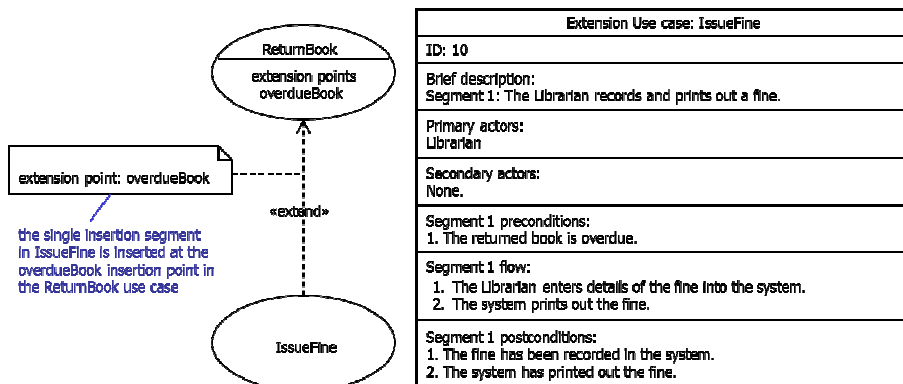 ReturnBook
extension points
overdueBook
extension point: overdueBook
«extend»
the single insertion segment
in IssueFine is inserted at the
overdueBook insertion point in
the ReturnBook use case
IssueFine
Extension Use case: IssueFine
ID: 10
Brief description:
Segment 1: The Librarian records and prints out a fine.
Primary actors:
Librarian
Secondary actors:
None.
Segment 1 preconditions:
1. The returned book is overdue.
Segment 1 flow:
1. The Librarian enters details of the fine into the system.
2. The system prints out the fine.
Segment 1 postconditions:
1. The fine has been recorded in the system.
2. The system has printed out the fine.